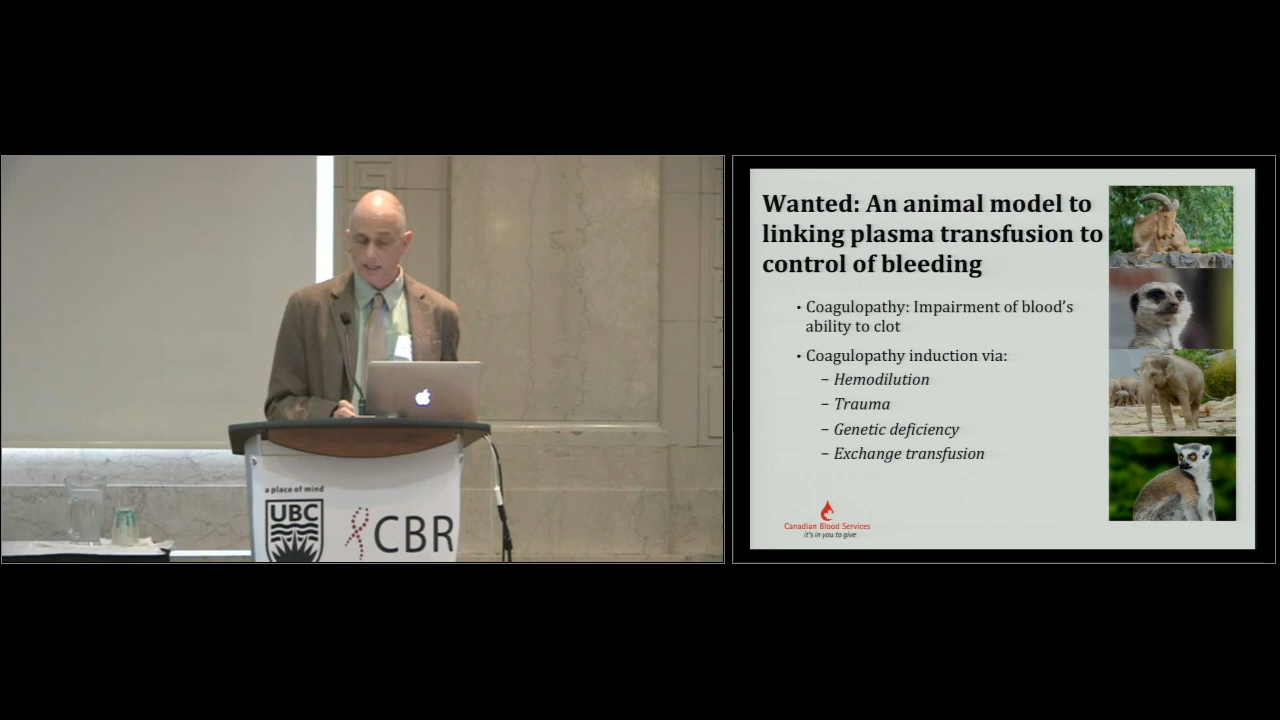 a place of mind
UBC
CBR
Wanted: An animal model to
linking plasma transfusion to
control of bleeding
• Coagulopathy: Impairment of blood's
ability to clot
• Coagulopathy induction via:
– Hemodilution
– Trauma
– Genetic deficiency
– Exchange transfusion
Canadian Blood Services
it's in you to give